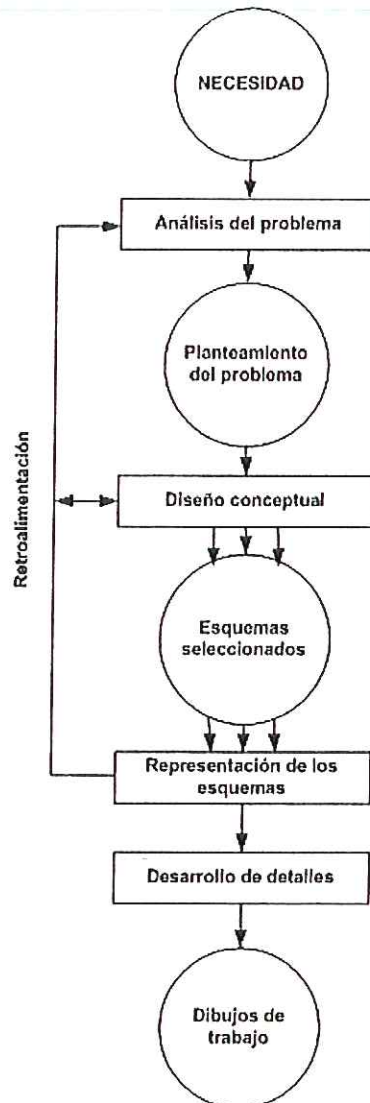 NECESIDAD
Análisis del problema
Planteamiento
del problema
Retroalimentación
Diseño conceptual
Esquemas
seleccionados
Representación de los
esquemas
Desarrollo de detalles
Dibujos de
trabajo